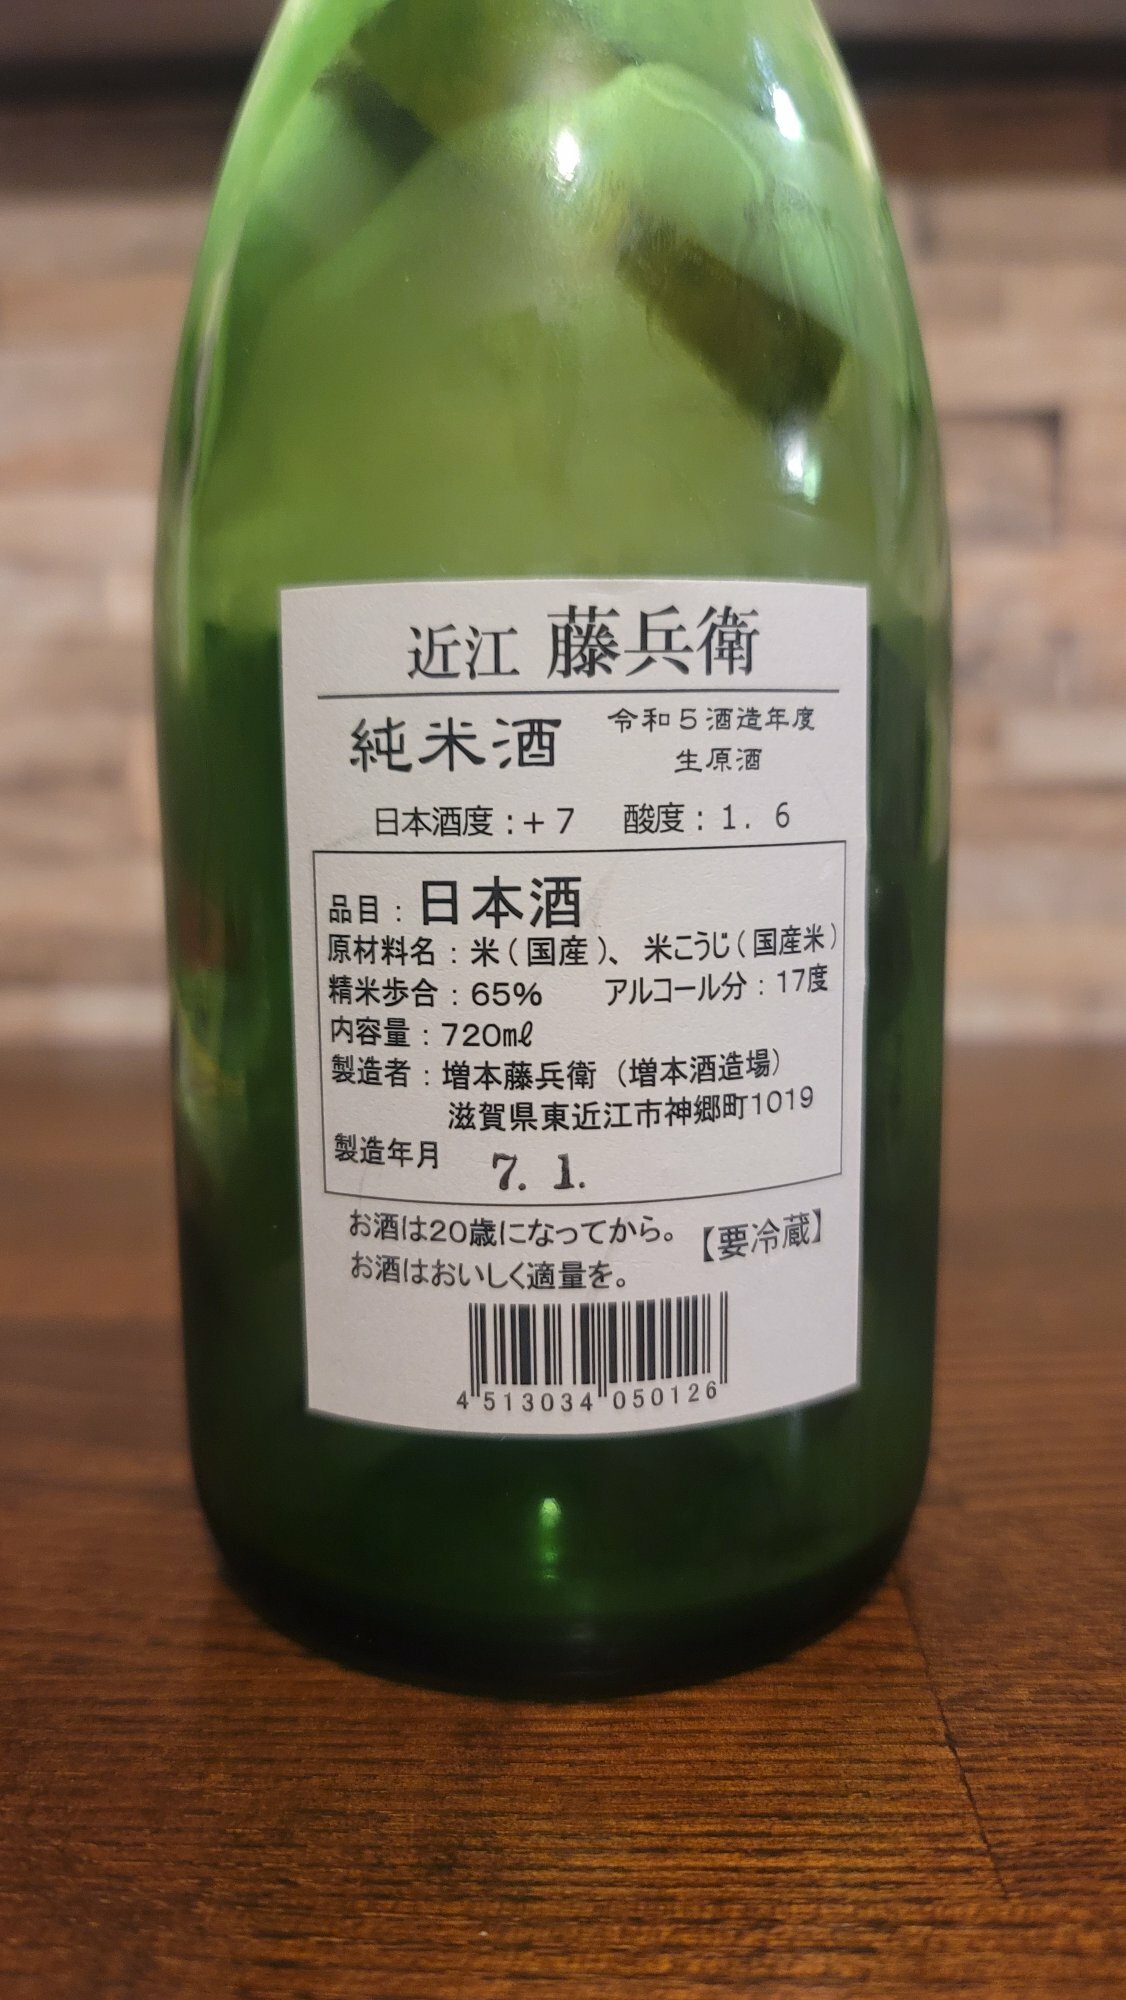 近江 藤兵衛
純米酒 令和5酒造年度
生原酒
日本酒度:+7 酸度:1.6
品目:日本酒
原材料名:米(国産)、米こうじ(国産米)
精米歩合:65% アルコール分:17度
内容量:720㎖
製造者:増本藤兵衛(増本酒造場)
滋賀県東近江市神郷町1019
製造年月 7.1.
お酒は20歳になってから。【要冷蔵】
お酒はおいしく適量を。
4 513034 050126